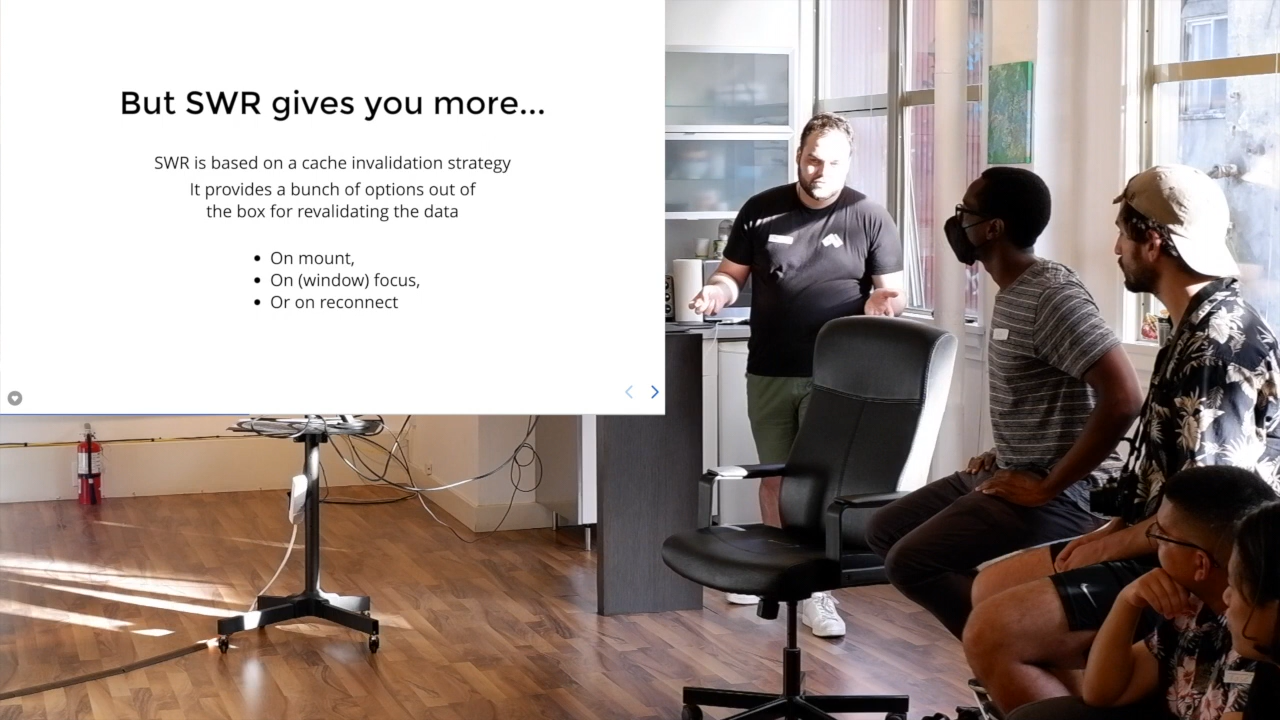 But SWR gives you more...
SWR is based on a cache invalidation strategy
It provides a bunch of options out of
the box for revalidating the data
On mount,
On (window) focus,
Or on reconnect